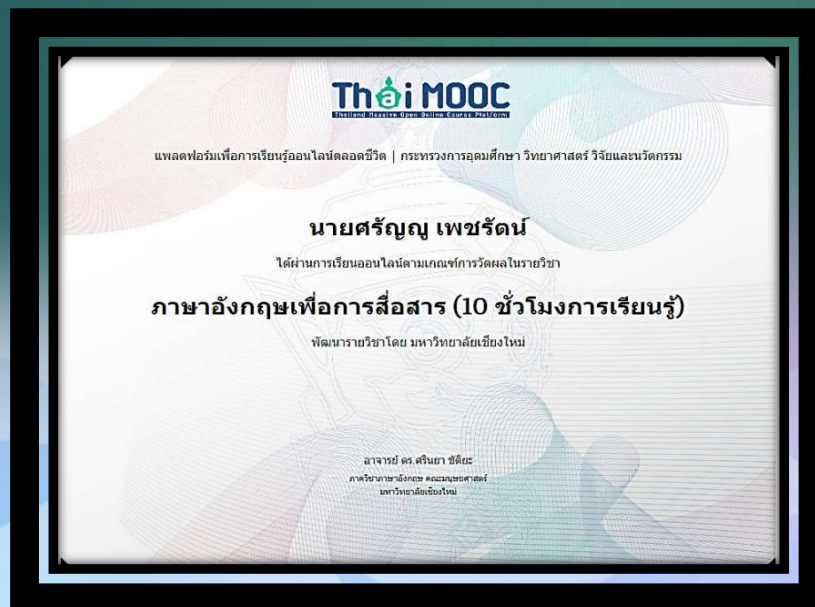 Thai MOOC
Thailand Massive Open Online Course Platform
แพลตฟอร์มเพื่อการเรียนรู้ออนไลน์ตลอดชีวิต | กระทรวงการอุดมศึกษา วิทยาศาสตร์ วิจัยและนวัตกรรม
นายศรัญญู เพชรัตน์
ได้ผ่านการเรียนออนไลน์ตามเกณฑ์การวัดผลในรายวิชา
ภาษาอังกฤษเพื่อการสื่อสาร (10 ชั่วโมงการเรียนรู้)
พัฒนารายวิชาโดย มหาวิทยาลัยเชียงใหม่
อาจารย์ ดร.ศรินยา ขัติยะ
ภาควิชาภาษาอังกฤษ คณะมนุษยศาสตร์
มหาวิทยาลัยเชียงใหม่